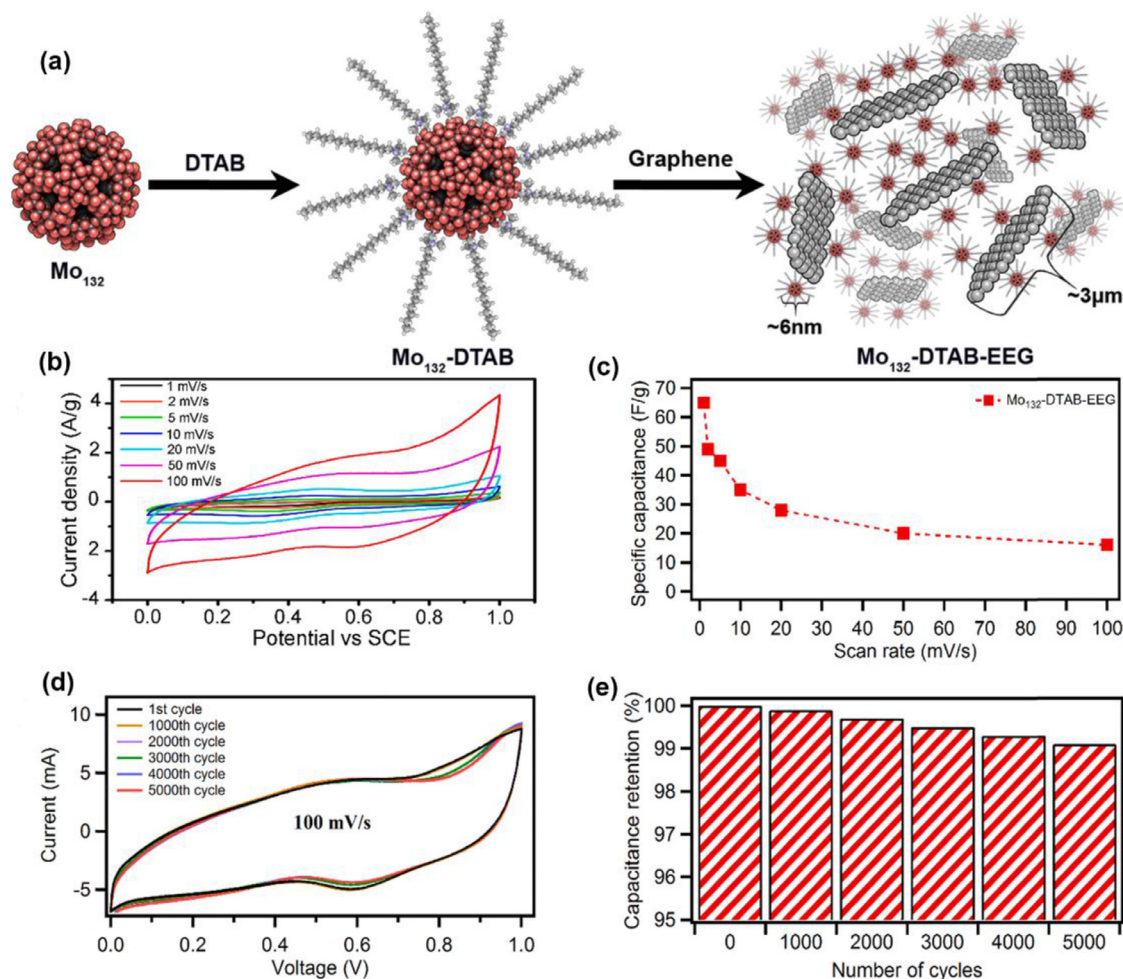 (a)
DTAB
Graphene
Mo132
~6nm
~3μm
Mo132-DTAB
Mo132-DTAB-EEG
(b)
1 mV/s
2 mV/s
5 mV/s
10 mV/s
20 mV/s
50 mV/s
100 mV/s
Current density (A/g)
4
2
0
2
-4
0.0 0.2 0.4 0.6 0.8 1.0
Potential vs SCE
(c)
Mo132-DTAB-EEG
Specific capacitance (F/g)
70
60
50
40
30
20
10
0
0 10 20 30 40 50 60 70 80 90 100
Scan rate (mV/s)
(d)
1st cycle
1000th cycle
2000th cycle
3000th cycle
4000th cycle
5000th cycle
100 mV/s
Current (mA)
10
5
0
-5
0.0 0.2 0.4 0.6 0.8 1.0
Voltage (V)
(e)
Capacitance retention (%)
100
99
98
97
96
95
0 1000 2000 3000 4000 5000
Number of cycles